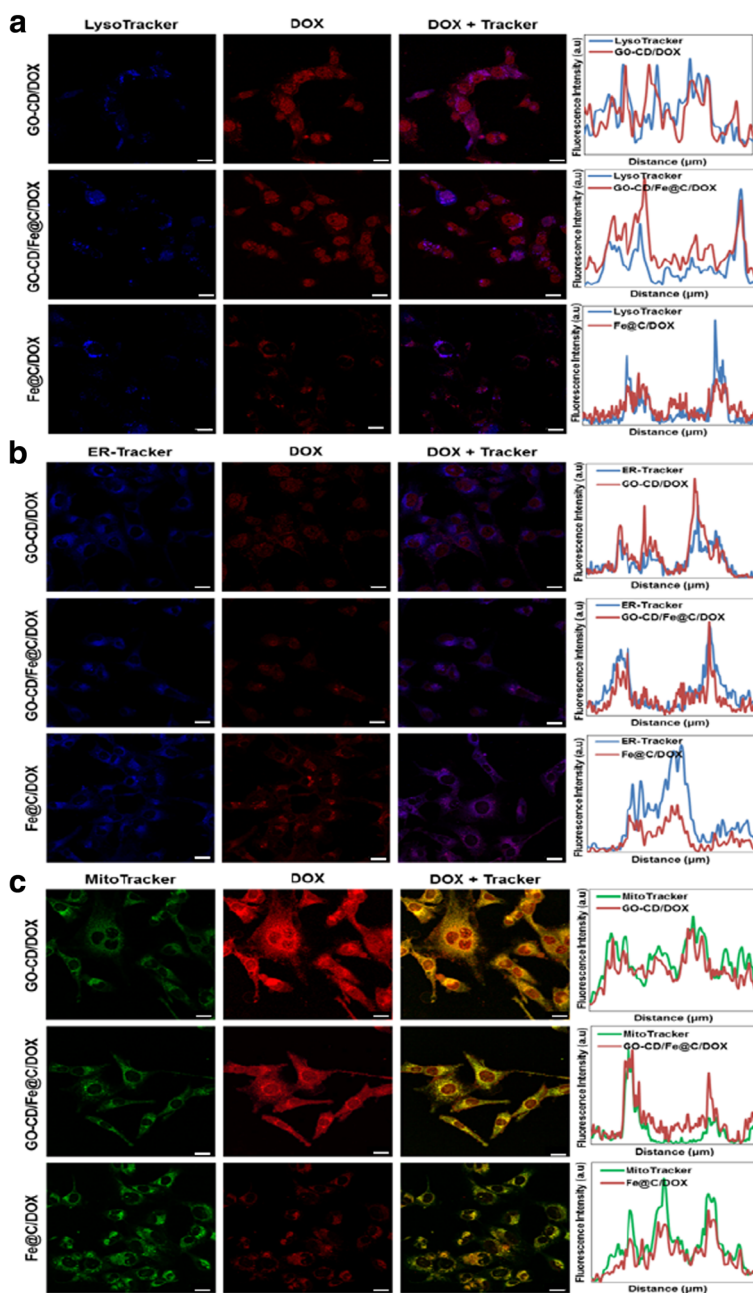 a
LysoTracker DOX DOX + Tracker
GO-CD/DOX
Fluorescence Intensity (a.u)
LysoTracker
GO-CD/DOX
Distance (µm)
GO-CD/Fe@C/DOX
Fluorescence Intensity (a.u)
LysoTracker
GO-CD/Fe@C/DOX
Distance (µm)
Fe@C/DOX
Fluorescence Intensity (a.u)
LysoTracker
Fe@C/DOX
Distance (µm)
b
ER-Tracker DOX DOX + Tracker
GO-CD/DOX
Fluorescence Intensity (a.u)
ER-Tracker
GO-CD/DOX
Distance (µm)
GO-CD/Fe@C/DOX
Fluorescence Intensity (a.u)
ER-Tracker
GO-CD/Fe@C/DOX
Distance (µm)
Fe@C/DOX
Fluorescence Intensity (a.u)
ER-Tracker
Fe@C/DOX
Distance (µm)
c
MitoTracker DOX DOX + Tracker
GO-CD/DOX
Fluorescence Intensity (a.u)
MitoTracker
GO-CD/DOX
Distance (µm)
GO-CD/Fe@C/DOX
Fluorescence Intensity (a.u)
MitoTracker
GO-CD/Fe@C/DOX
Distance (µm)
Fe@C/DOX
Fluorescence Intensity (a.u)
MitoTracker
Fe@C/DOX
Distance (µm)